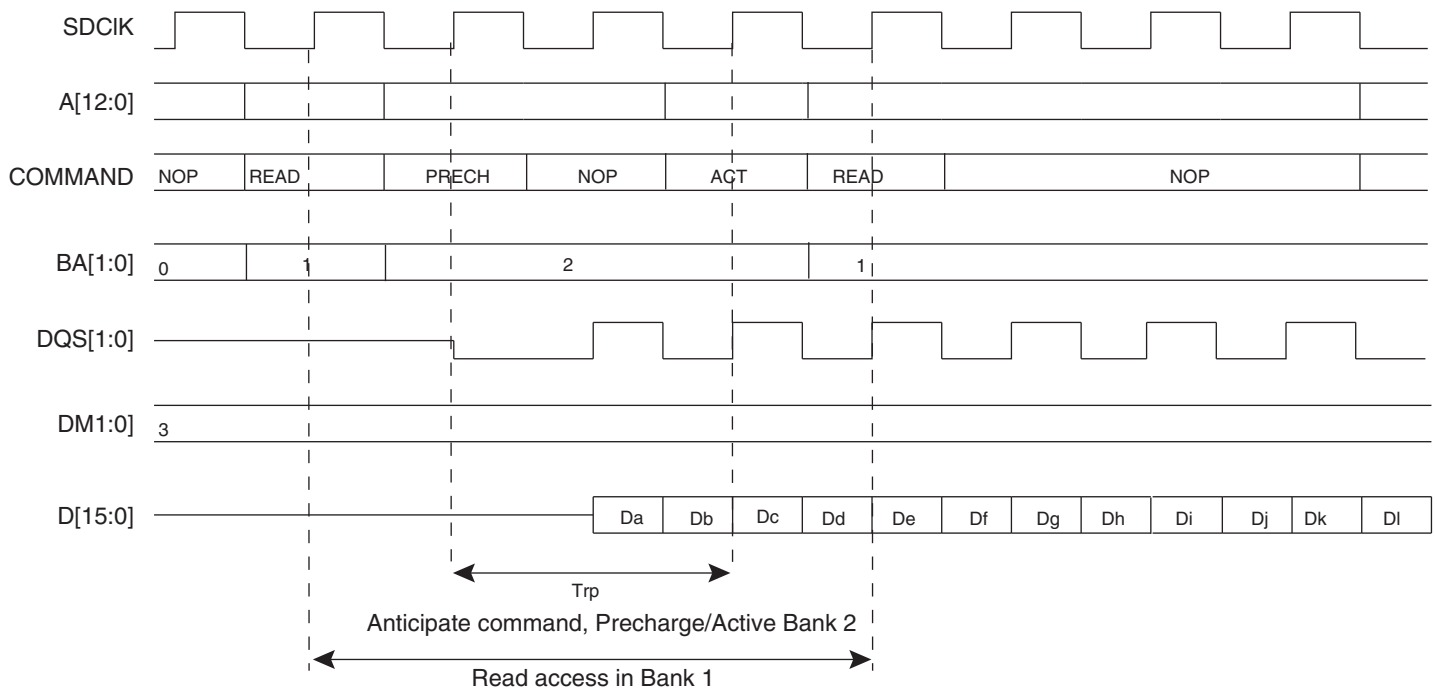 SDClK
A[12:0]
COMMAND NOP READ PRECH NOP ACT READ NOP
BA[1:0] 0 1 2 1
DQS[1:0]
DM1:0] 3
D[15:0] Da Db Dc Dd De Df Dg Dh Di Dj Dk Dl
Trp
Anticipate command, Precharge/Active Bank 2
Read access in Bank 1